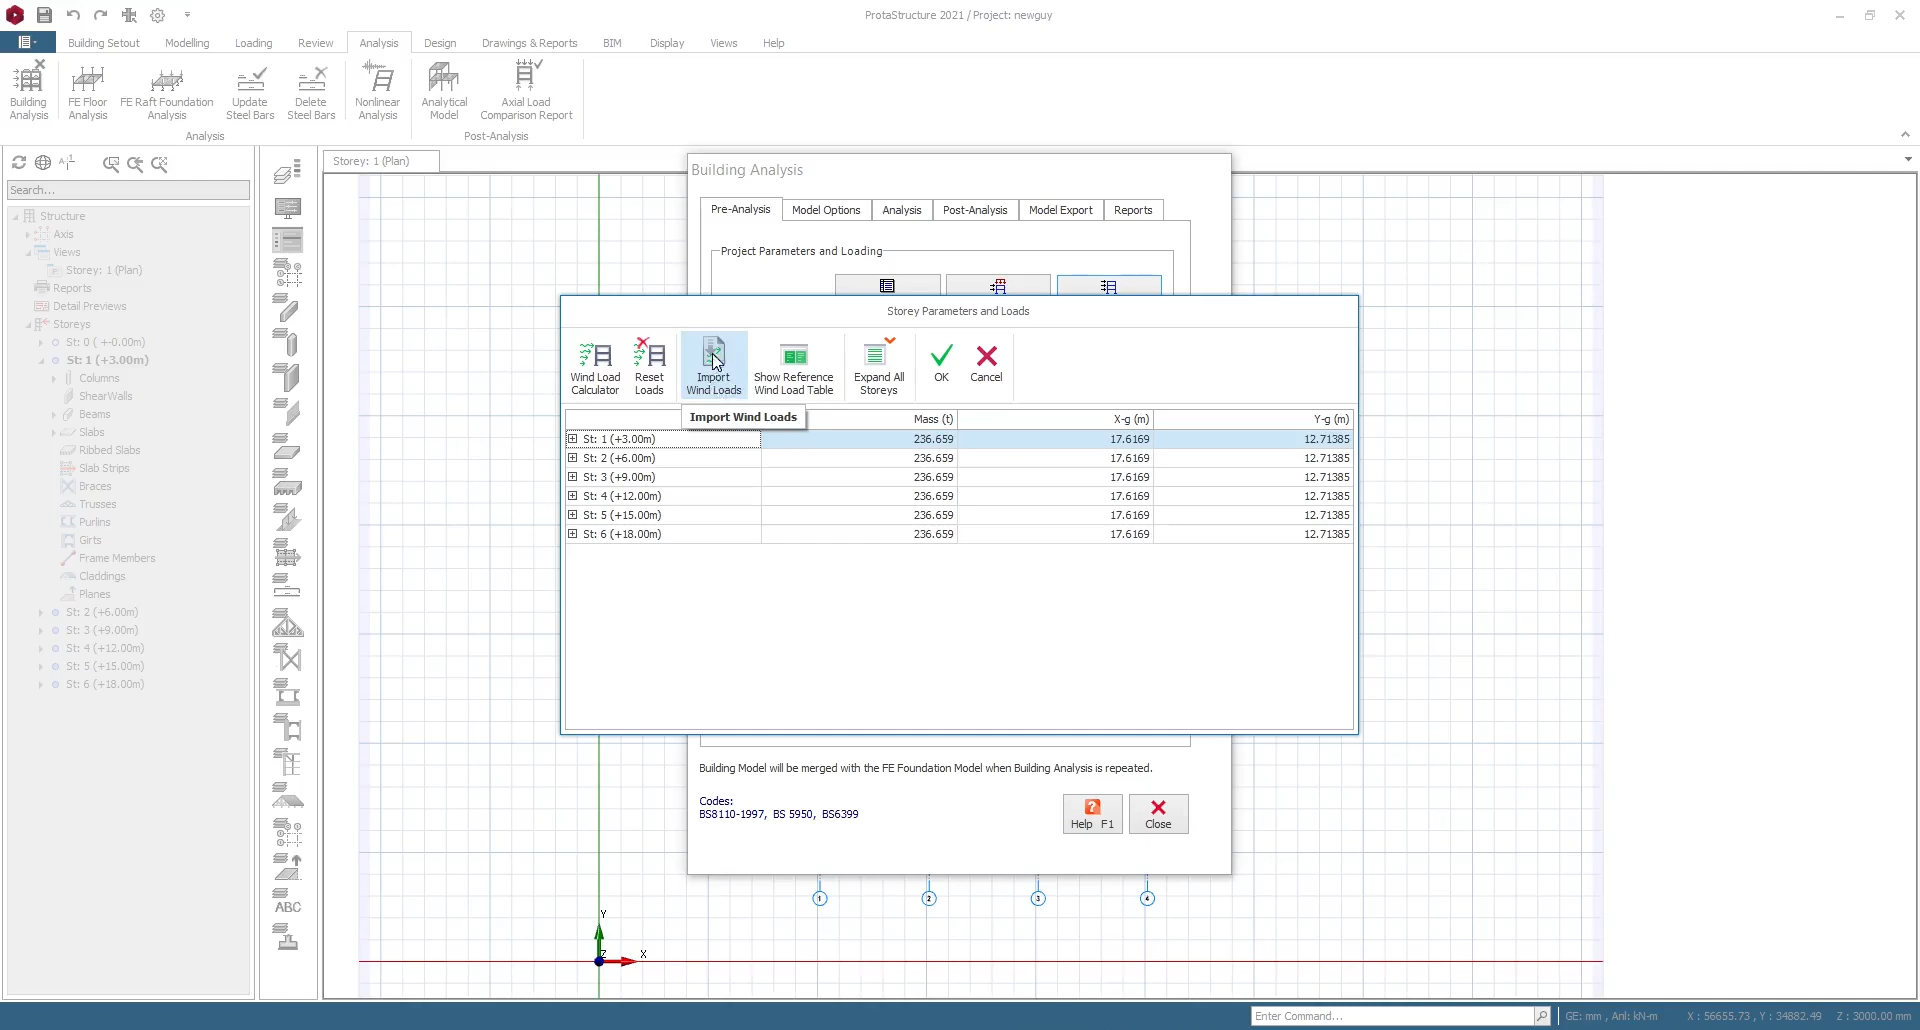 ProtaStructure 2021 / Project: newguy
Building Setout Modelling Loading Review Analysis Design Drawings & Reports BIM Display Views Help
Building Analysis
FE Floor Analysis
FE Raft Foundation Analysis
Update Steel Bars
Delete Steel Bars
Nonlinear Analysis
Analytical Model
Axial Load Comparison Report
Analysis
Post-Analysis
Search...
Structure
Axis
Views
Storey: 1 (Plan)
Reports
Detail Previews
Storeys
St: 0 ( +-0.00m)
St: 1 (+3.00m)
Columns
ShearWalls
Beams
Slabs
Ribbed Slabs
Slab Strips
Braces
Trusses
Purlins
Girts
Frame Members
Claddings
Planes
St: 2 (+6.00m)
St: 3 (+9.00m)
St: 4 (+12.00m)
St: 5 (+15.00m)
St: 6 (+18.00m)
ABC
Storey: 1 (Plan)
Building Analysis
Pre-Analysis Model Options Analysis Post-Analysis Model Export Reports
Project Parameters and Loading
Storey Parameters and Loads
Wind Load Calculator
Reset Loads
Import Wind Loads
Show Reference Wind Load Table
Expand All Storeys
OK
Cancel
Import Wind Loads
Mass (t) X-g (m) Y-g (m)
St: 1 (+3.00m) 236.659 17.6169 12.71385
St: 2 (+6.00m) 236.659 17.6169 12.71385
St: 3 (+9.00m) 236.659 17.6169 12.71385
St: 4 (+12.00m) 236.659 17.6169 12.71385
St: 5 (+15.00m) 236.659 17.6169 12.71385
St: 6 (+18.00m) 236.659 17.6169 12.71385
Building Model will be merged with the FE Foundation Model when Building Analysis is repeated.
Codes:
BS8110-1997, BS 5950, BS6399
Help F1
Close
1 2 3 4
Y
Z
X
Enter Command...
GE: mm , Anl: kN-m
X : 56655.73 , Y : 34882.49
Z : 3000.00 mm